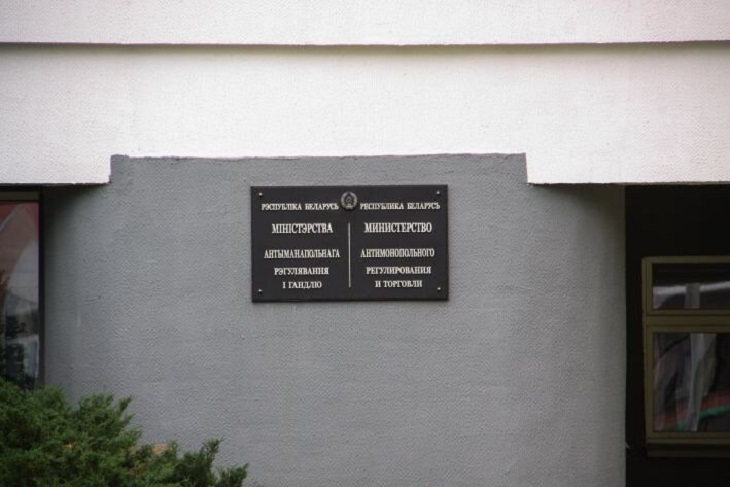 РЭСПУБЛІКА БЕЛАРУСЬ
МІНІСТЭРСТВА
АНТЫМАНАПОЛЬНАГА
РЭГУЛЯВАННЯ
І ГАНДЛЮ
РЕСПУБЛИКА БЕЛАРУСЬ
МИНИСТЕРСТВО
АНТИМОНОПОЛЬНОГО
РЕГУЛИРОВАНИЯ
И ТОРГОВЛИ